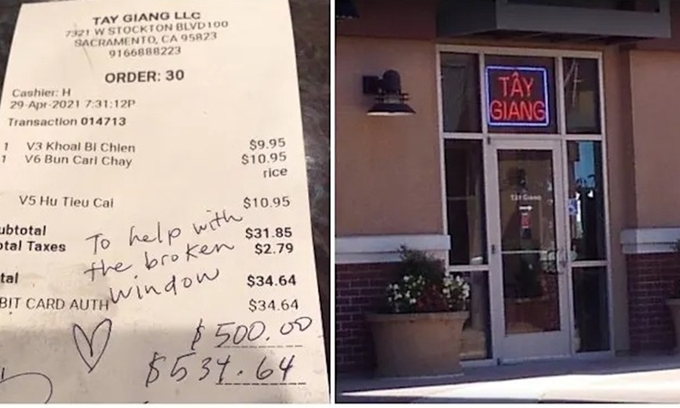 TAY GIANG LLC
7321 W STOCKTON BLVD100
SACRAMENTO, CA 95823
9166888223
ORDER: 30
Cashier: H
29-Apr-2021 7:31:12P
Transaction 014713
1 V3 Khoai Bi Chien $9.95
1 V6 Bun Cari Chay $10.95
rice
V5 Hu Tieu Cai $10.95
ubtotal $31.85
otal Taxes $2.79
tal $34.64
BIT CARD AUTH $34.64
To help with
the broken
window
$500.00
$534.64
TÂY
GIANG